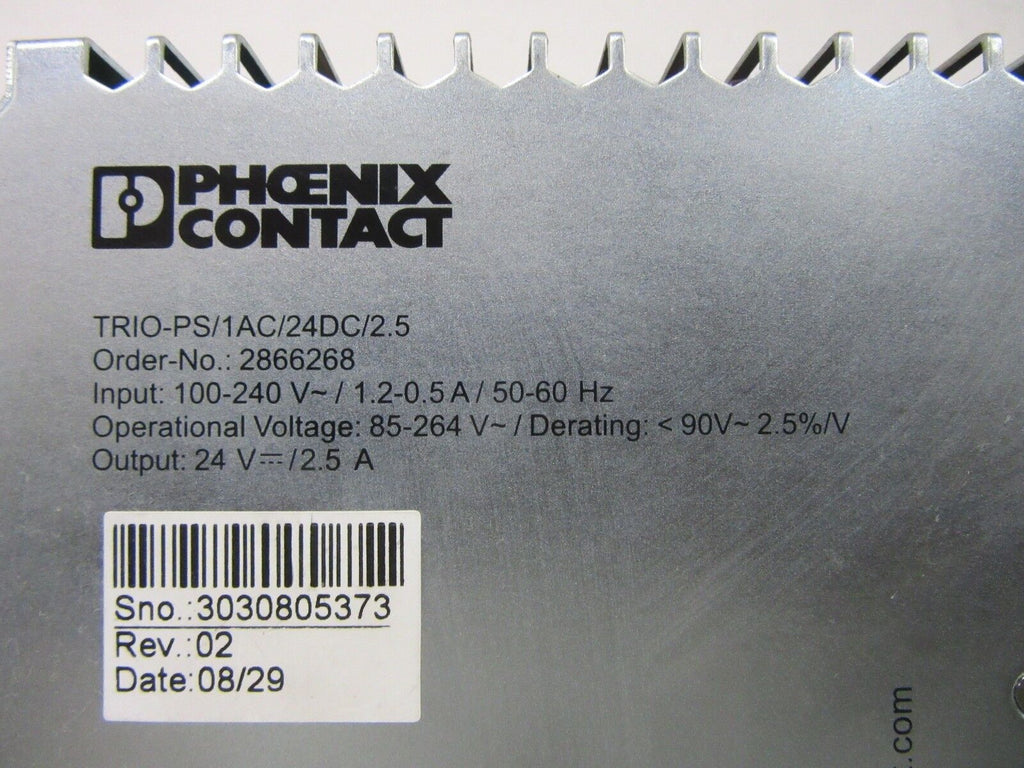 PHŒNIX
CONTACT
TRIO-PS/1AC/24DC/2.5
Order-No.: 2866268
Input: 100-240 V~ / 1.2-0.5 A / 50-60 Hz
Operational Voltage: 85-264 V~ / Derating: < 90V~ 2.5%/V
Output: 24 V⎓/2.5 A
Sno.:3030805373
Rev.:02
Date:08/29
.com